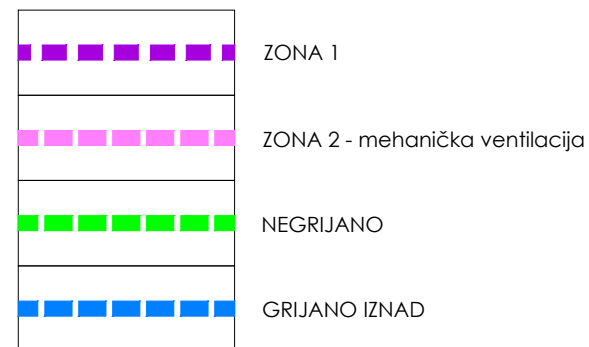 ZONA 1
ZONA 2 - mehanička ventilacija
NEGRIJANO
GRIJANO IZNAD